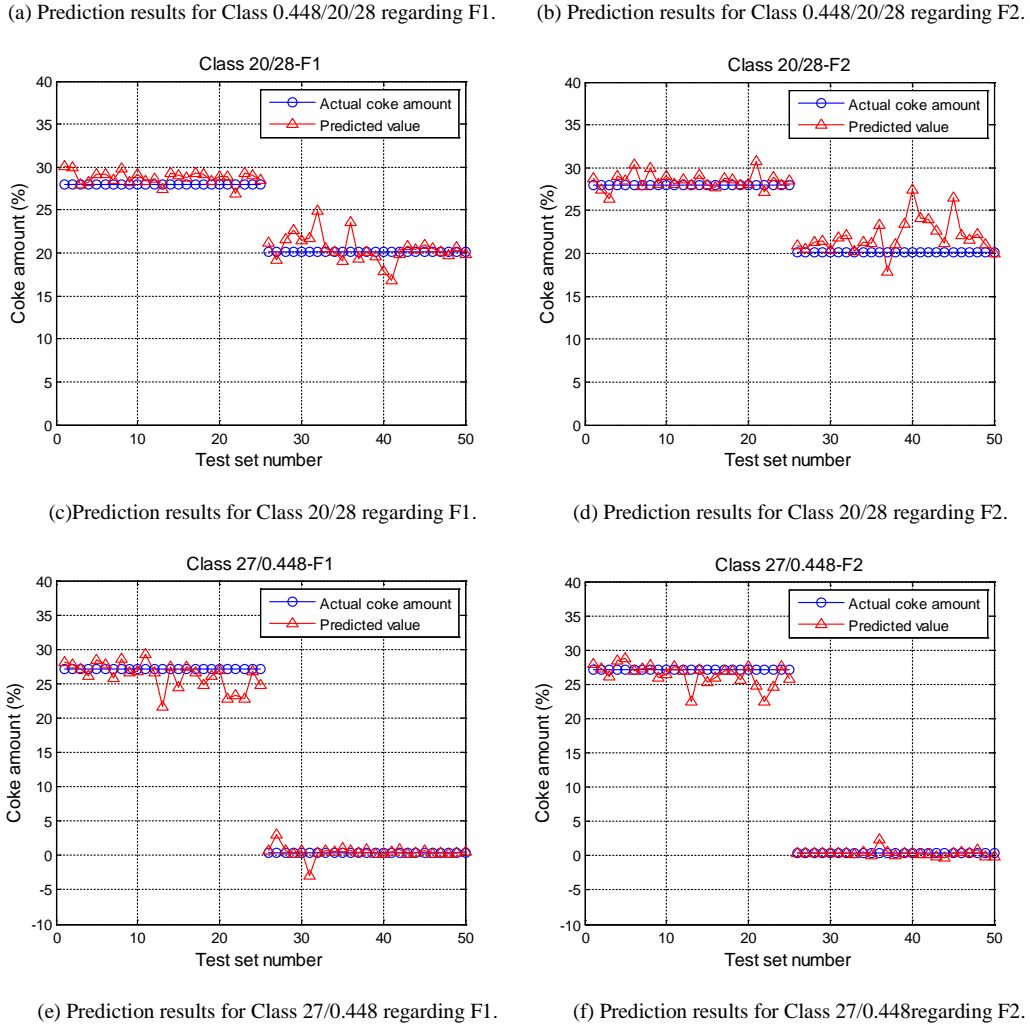 (a) Prediction results for Class 0.448/20/28 regarding F1.
(b) Prediction results for Class 0.448/20/28 regarding F2.
Class 20/28-F1
40
35
30
25
20
15
10
5
0
Coke amount (%)
Actual coke amount
Predicted value
0 10 20 30 40 50
Test set number
Class 20/28-F2
40
35
30
25
20
15
10
5
0
Coke amount (%)
Actual coke amount
Predicted value
0 10 20 30 40 50
Test set number
(c)Prediction results for Class 20/28 regarding F1.
(d) Prediction results for Class 20/28 regarding F2.
Class 27/0.448-F1
40
35
30
25
20
15
10
5
0
-5
-10
Coke amount (%)
Actual coke amount
Predicted value
0 10 20 30 40 50
Test set number
Class 27/0.448-F2
40
35
30
25
20
15
10
5
0
-5
-10
Coke amount (%)
Actual coke amount
Predicted value
0 10 20 30 40 50
Test set number
(e) Prediction results for Class 27/0.448 regarding F1.
(f) Prediction results for Class 27/0.448regarding F2.